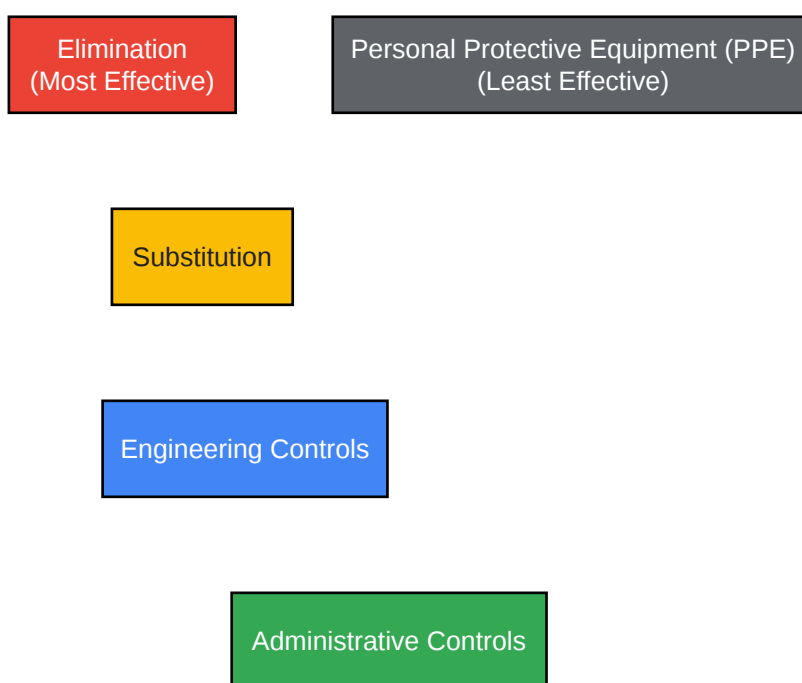 Elimination
(Most Effective)
Personal Protective Equipment (PPE)
(Least Effective)
Substitution
Engineering Controls
Administrative Controls